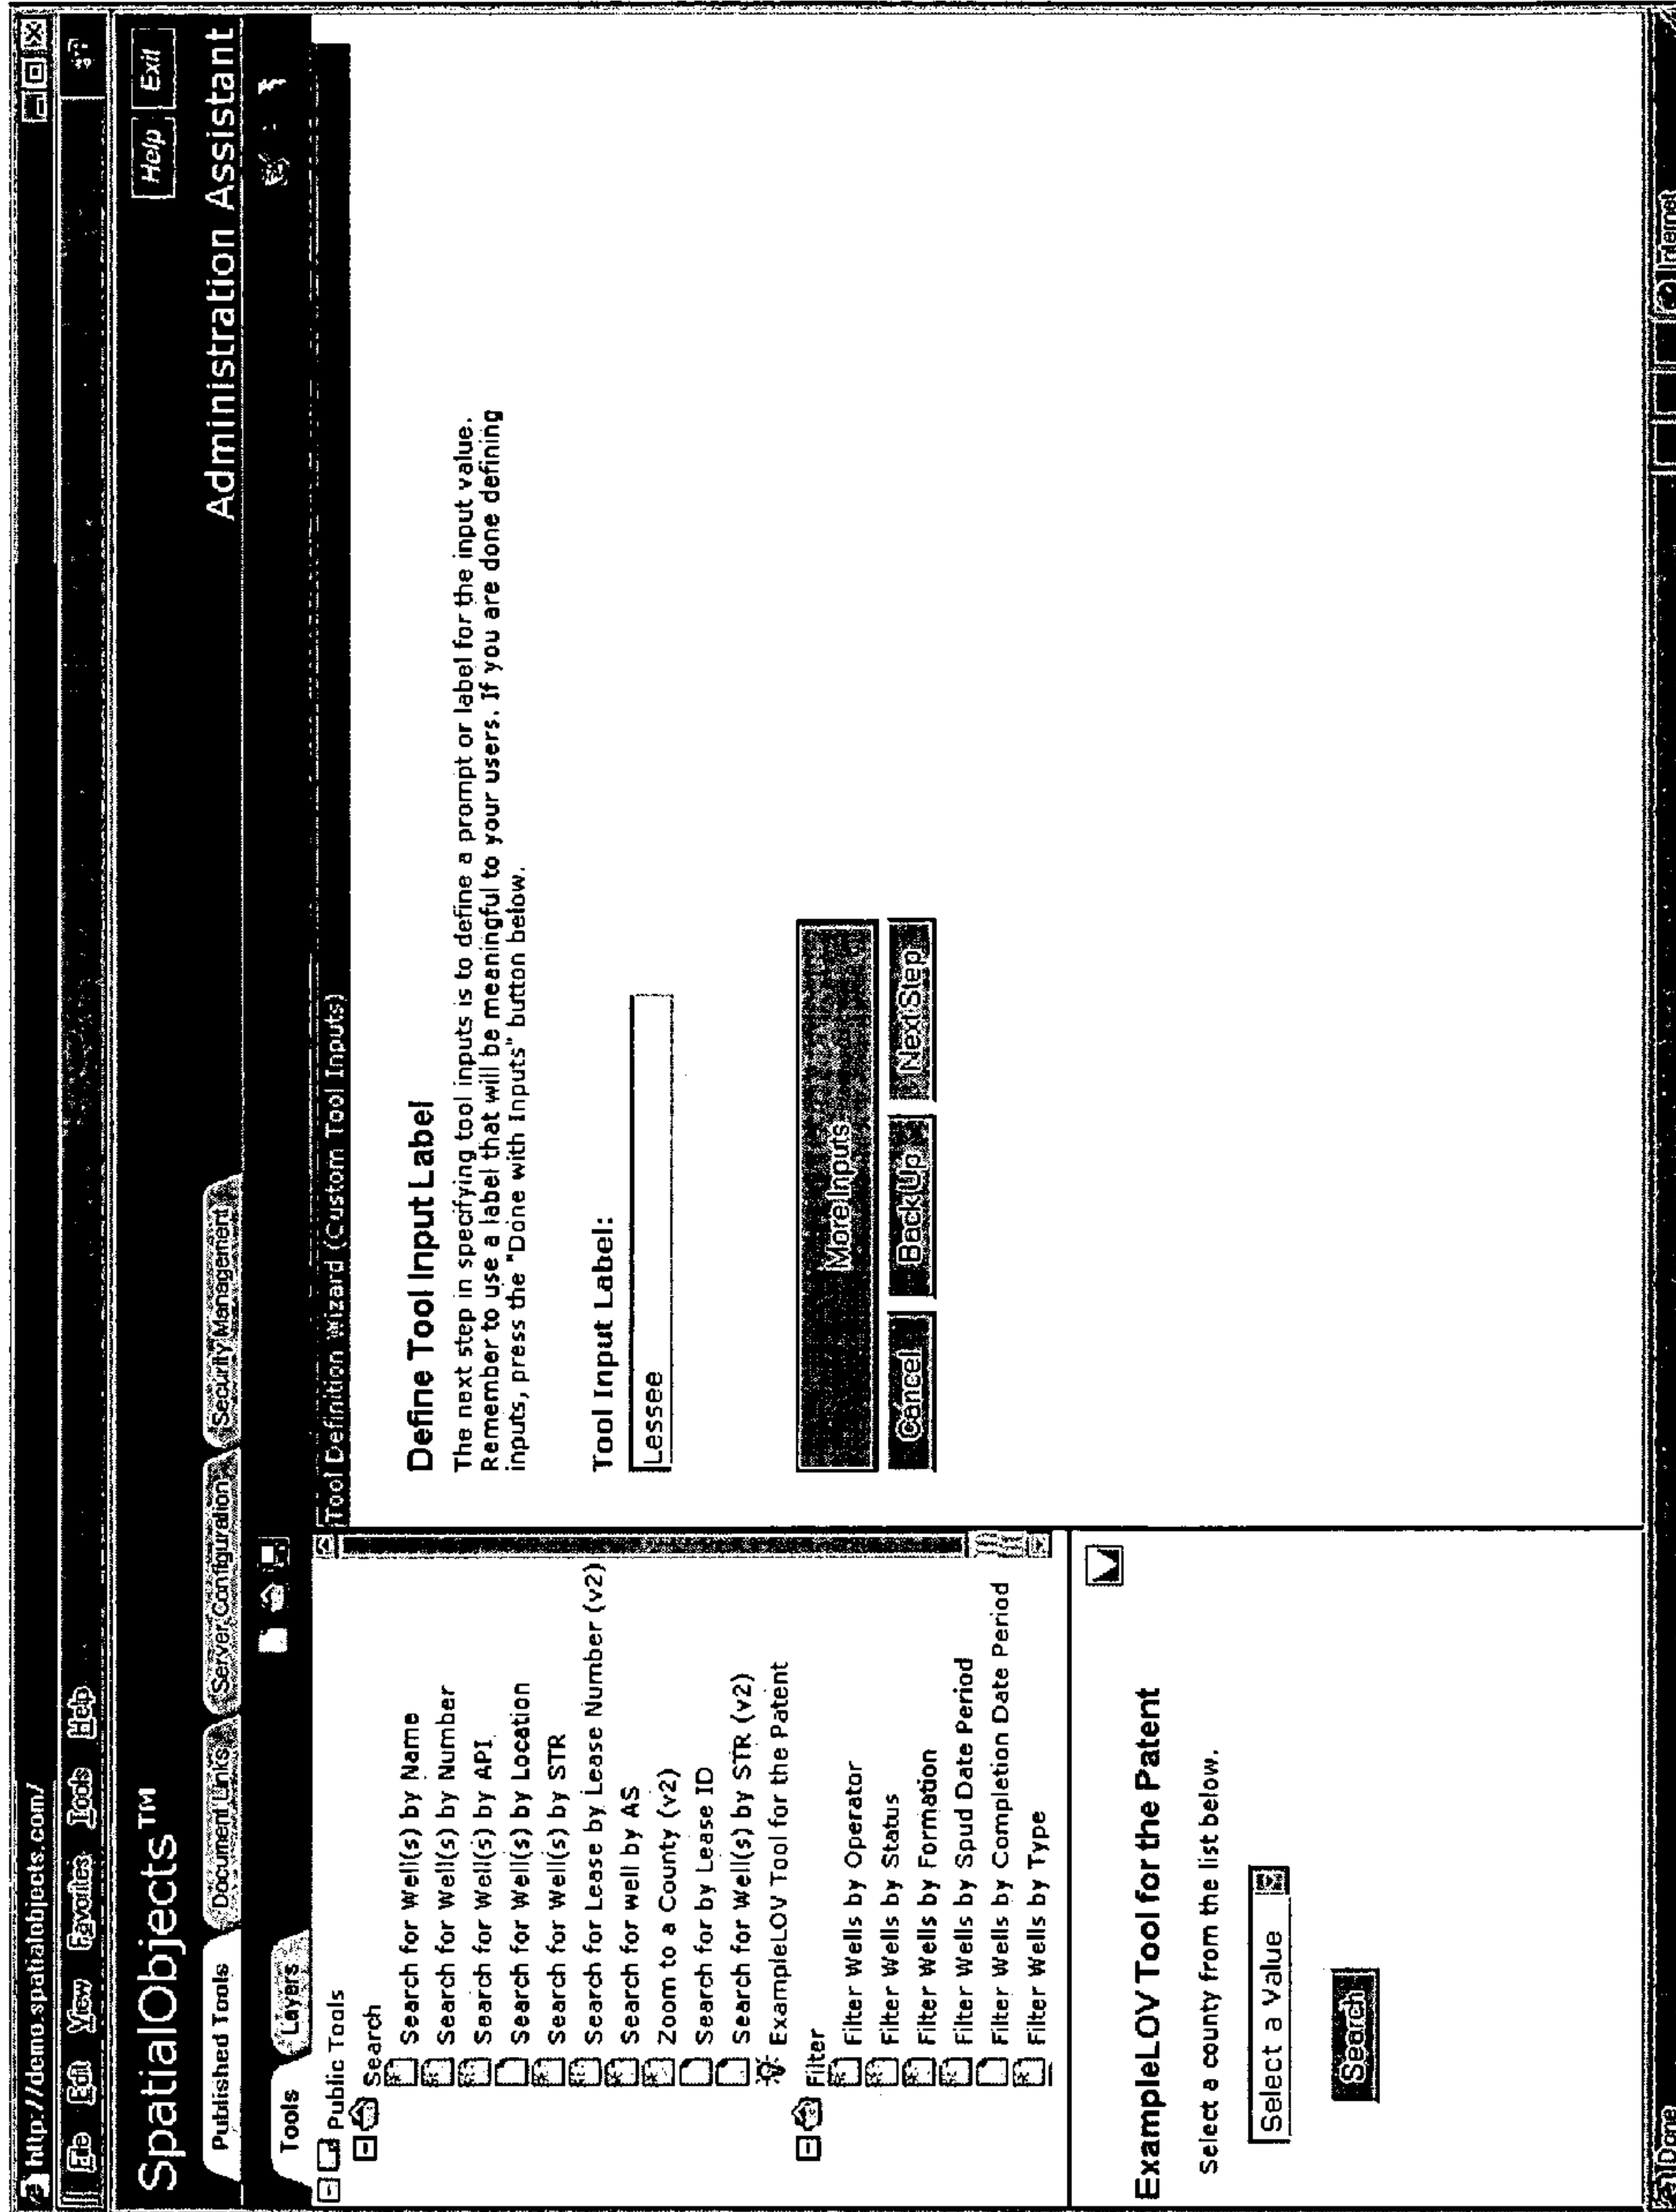 http://demo.spatialobjects.com/
File Edit View Favorites Tools Help
SpatialObjects™
Help Exit
Published Tools Document Links Server Configuration Security Management
Administration Assistant
Tools Layers
Public Tools
Search
Search for Well(s) by Name
Search for Well(s) by Number
Search for Well(s) by API
Search for Well(s) by Location
Search for Well(s) by STR
Search for Lease by Lease Number (v2)
Search for well by AS
Zoom to a County (v2)
Search for by Lease ID
Search for Well(s) by STR (v2)
ExampleLOV Tool for the Patent
Filter
Filter Wells by Operator
Filter Wells by Status
Filter Wells by Formation
Filter Wells by Spud Date Period
Filter Wells by Completion Date Period
Filter Wells by Type
ExampleLOV Tool for the Patent
Select a county from the list below.
Select a Value
Search
Tool Definition Wizard (Custom Tool Inputs)
Define Tool Input Label
The next step in specifying tool inputs is to define a prompt or label for the input value.
Remember to use a label that will be meaningful to your users. If you are done defining
inputs, press the "Done with Inputs" button below.
Tool Input Label:
Lessee
More Inputs
Cancel Back Up Next Step
Done
Internet